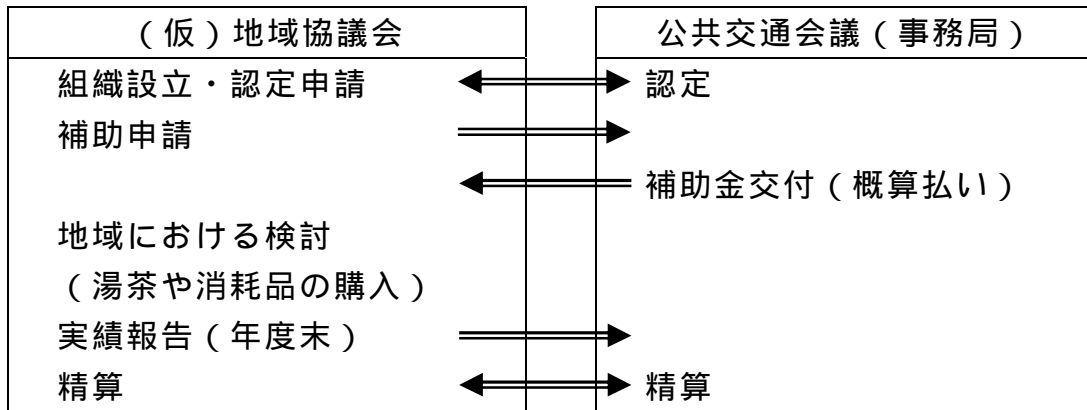 （仮）地域協議会 公共交通会議（事務局）
組織設立・認定申請 認定
補助申請
補助金交付（概算払い）
地域における検討
（湯茶や消耗品の購入）
実績報告（年度末）
精算 精算